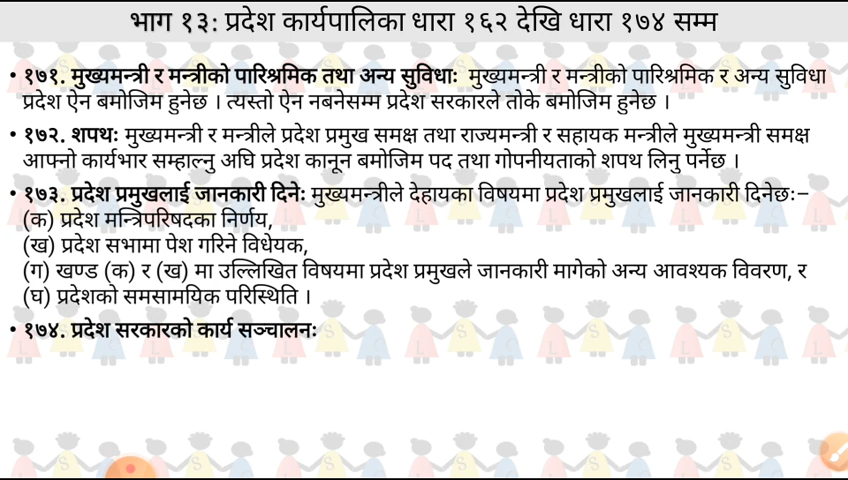 भाग १३: प्रदेश कार्यपालिका धारा १६२ देखि धारा १७४ सम्म
• १७१. मुख्यमन्त्री र मन्त्रीको पारिश्रमिक तथा अन्य सुविधाः मुख्यमन्त्री र मन्त्रीको पारिश्रमिक र अन्य सुविधा
प्रदेश ऐन बमोजिम हुनेछ । त्यस्तो ऐन नबनेसम्म प्रदेश सरकारले तोके बमोजिम हुनेछ ।
• १७२. शपथः मुख्यमन्त्री र मन्त्रीले प्रदेश प्रमुख समक्ष तथा राज्यमन्त्री र सहायक मन्त्रीले मुख्यमन्त्री समक्ष
आफ्नो कार्यभार सम्हाल्नु अघि प्रदेश कानून बमोजिम पद तथा गोपनीयताको शपथ लिनु पर्नेछ ।
• १७३. प्रदेश प्रमुखलाई जानकारी दिनेः मुख्यमन्त्रीले देहायका विषयमा प्रदेश प्रमुखलाई जानकारी दिनेछः–
(क) प्रदेश मन्त्रिपरिषदका निर्णय,
(ख) प्रदेश सभामा पेश गरिने विधेयक,
(ग) खण्ड (क) र (ख) मा उल्लिखित विषयमा प्रदेश प्रमुखले जानकारी मागेको अन्य आवश्यक विवरण, र
(घ) प्रदेशको समसामयिक परिस्थिति ।
• १७४. प्रदेश सरकारको कार्य सञ्चालनः